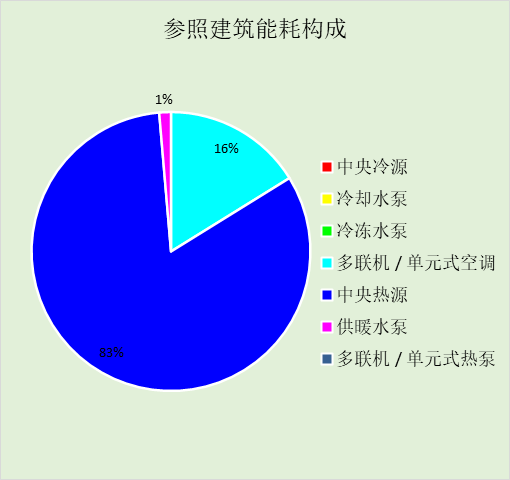 参照建筑能耗构成
1%
16%
83%
中央冷源
冷却水泵
冷冻水泵
多联机 / 单元式空调
中央热源
供暖水泵
多联机 / 单元式热泵